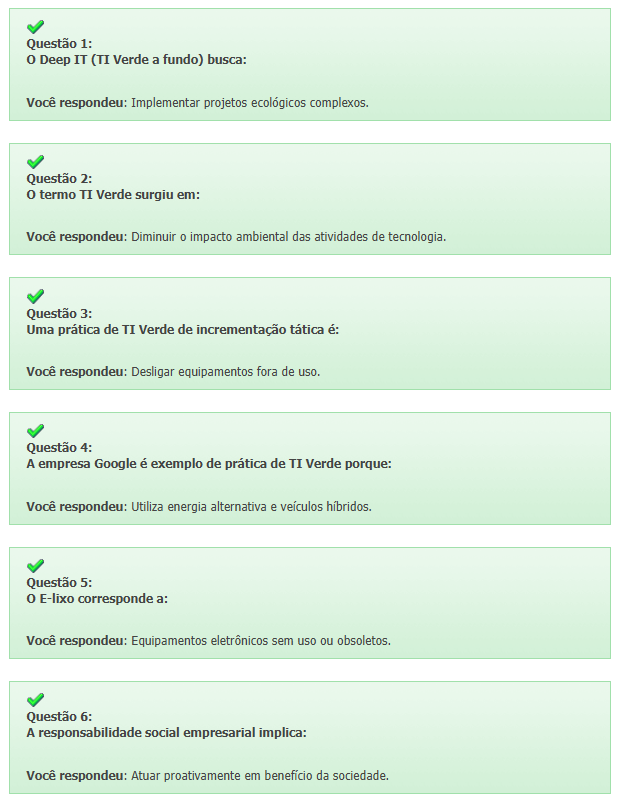 Questão 1:
O Deep IT (TI Verde a fundo) busca:
Você respondeu: Implementar projetos ecológicos complexos.
Questão 2:
O termo TI Verde surgiu em:
Você respondeu: Diminuir o impacto ambiental das atividades de tecnologia.
Questão 3:
Uma prática de TI Verde de incrementação tática é:
Você respondeu: Desligar equipamentos fora de uso.
Questão 4:
A empresa Google é exemplo de prática de TI Verde porque:
Você respondeu: Utiliza energia alternativa e veículos híbridos.
Questão 5:
O E-lixo corresponde a:
Você respondeu: Equipamentos eletrônicos sem uso ou obsoletos.
Questão 6:
A responsabilidade social empresarial implica:
Você respondeu: Atuar proativamente em benefício da sociedade.